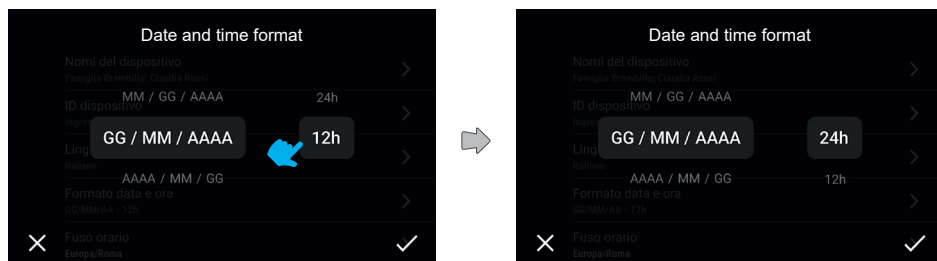 Date and time format
Nomi del dispositivo
Famiglia Brambilla; Claudia Rossi
MM / GG / AAAA 24h
ID dispositivo
GG / MM / AAAA 12h
Italiano
AAAA / MM / GG
Formato data e ora
GG/MM/AA - 12h
Fuso orario
Europa/Roma
Date and time format
Nomi del dispositivo
Famiglia Brambilla; Claudia Rossi
MM / GG / AAAA
ID dispositivo
GG / MM / AAAA 24h
Italiano
AAAA / MM / GG 12h
Formato data e ora
GG/MM/AA - 12h
Fuso orario
Europa/Roma